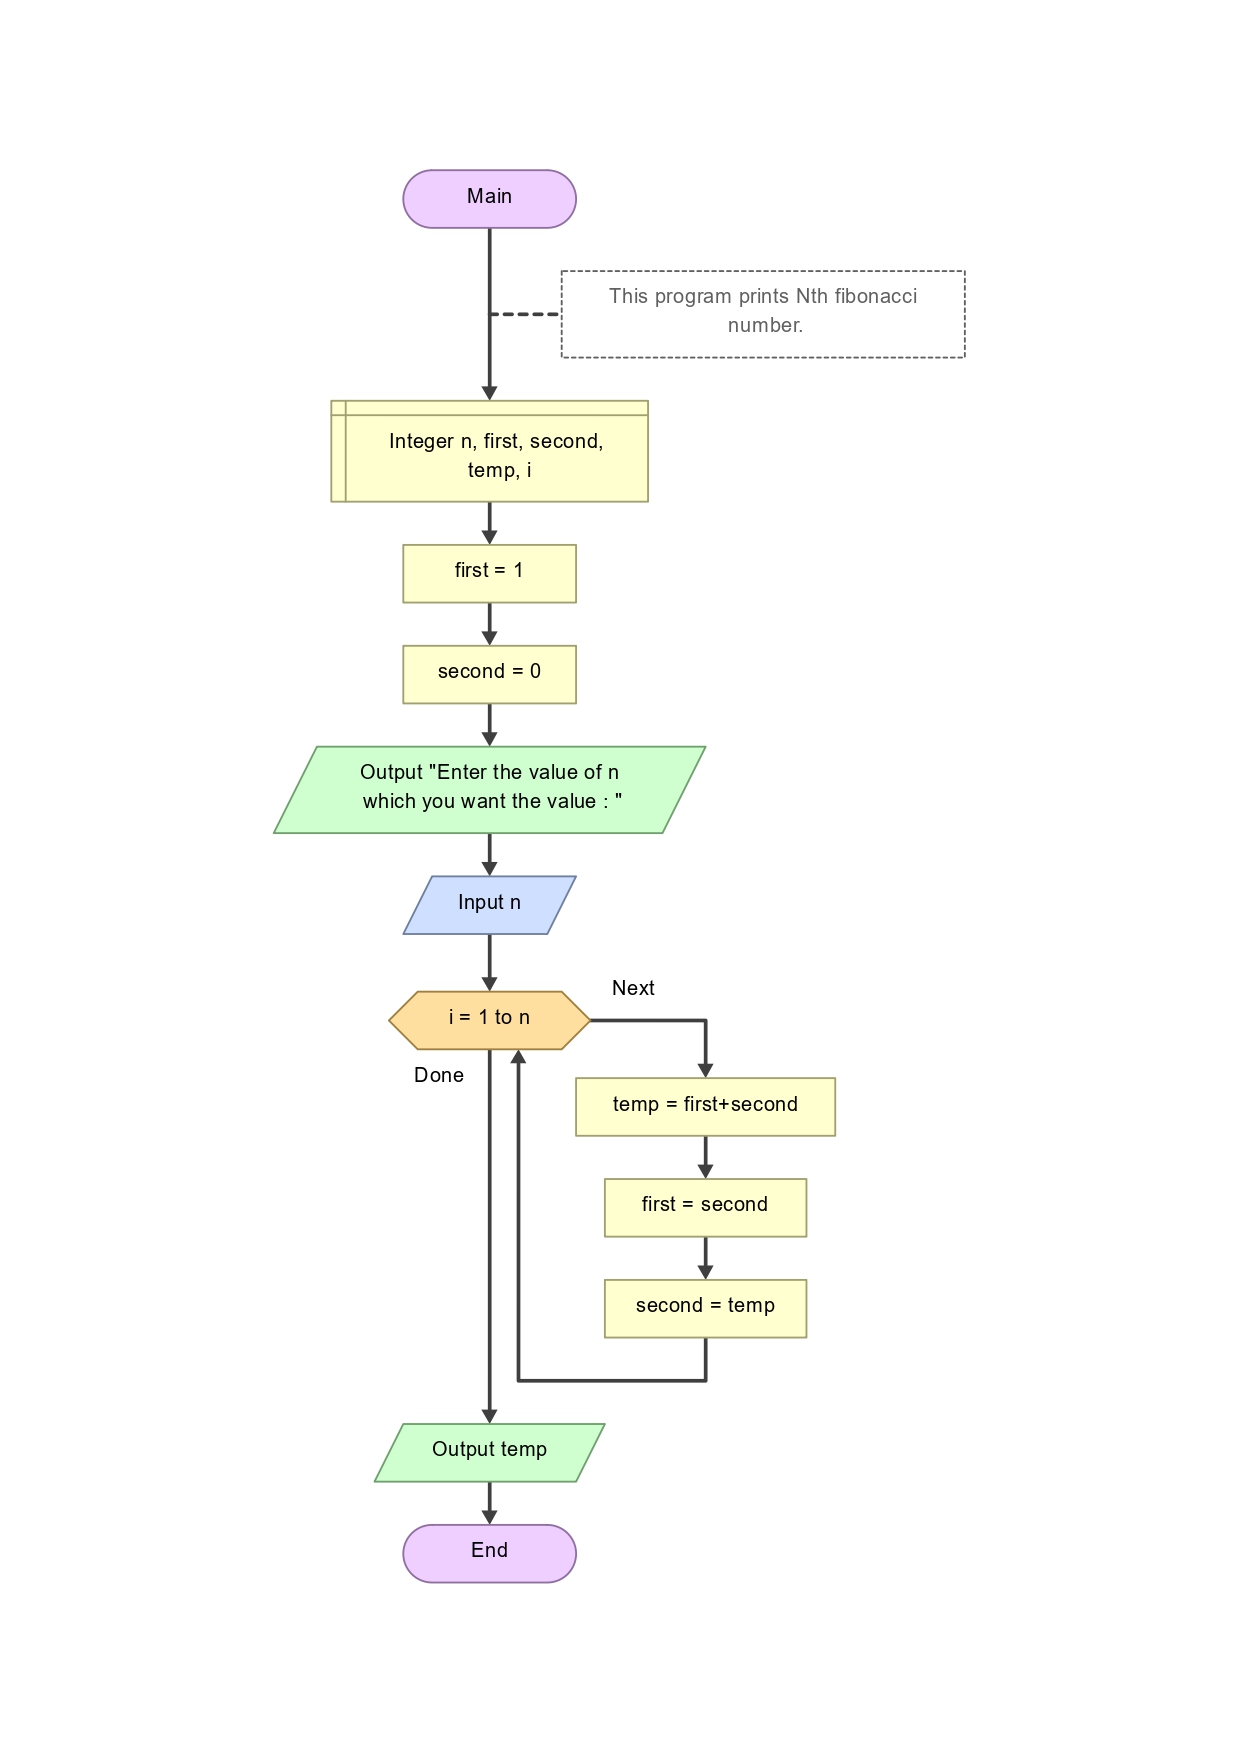 Main
This program prints Nth fibonacci
number.
Integer n, first, second,
temp, i
first = 1
second = 0
Output "Enter the value of n
which you want the value : "
Input n
Next
i = 1 to n
Done
temp = first+second
first = second
second = temp
Output temp
End